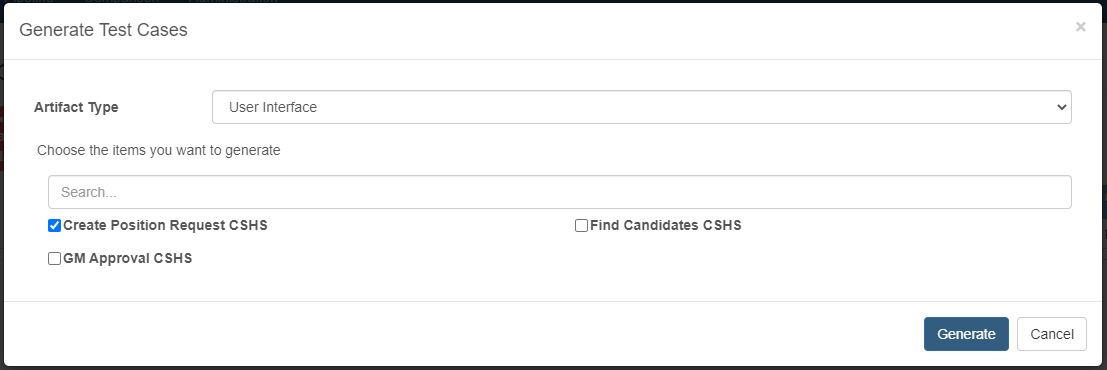 Generate Test Cases
×
Artifact Type
User Interface
Choose the items you want to generate
Search...
Create Position Request CSHS
Find Candidates CSHS
GM Approval CSHS
Generate
Cancel